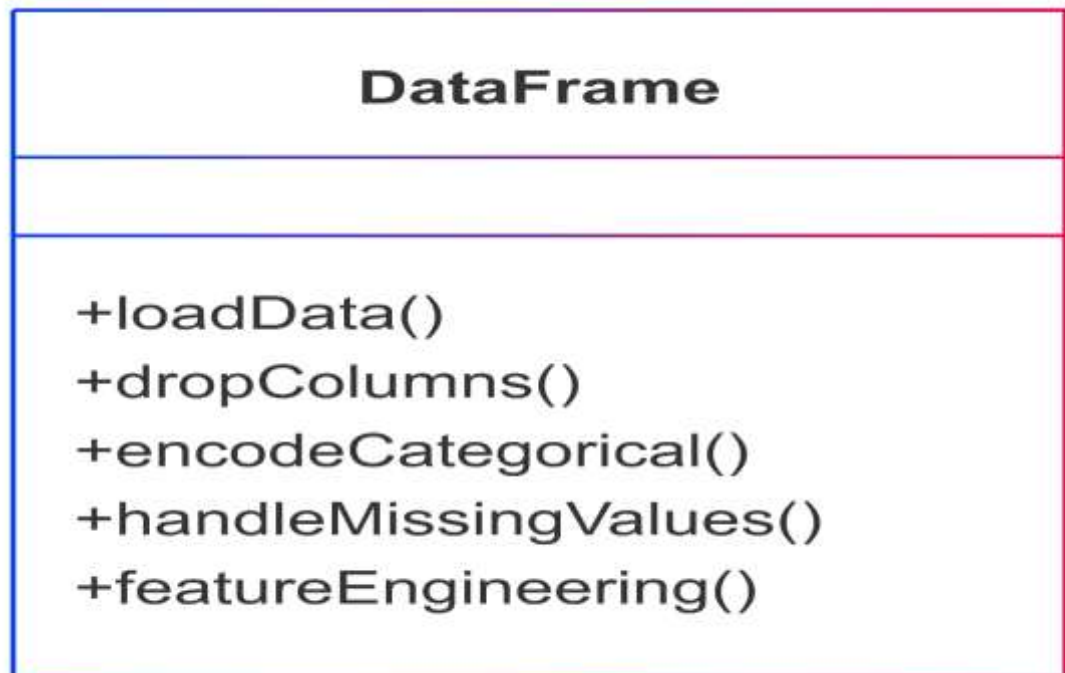 DataFrame
+loadData()
+dropColumns()
+encodeCategorical()
+handleMissingValues()
+featureEngineering()